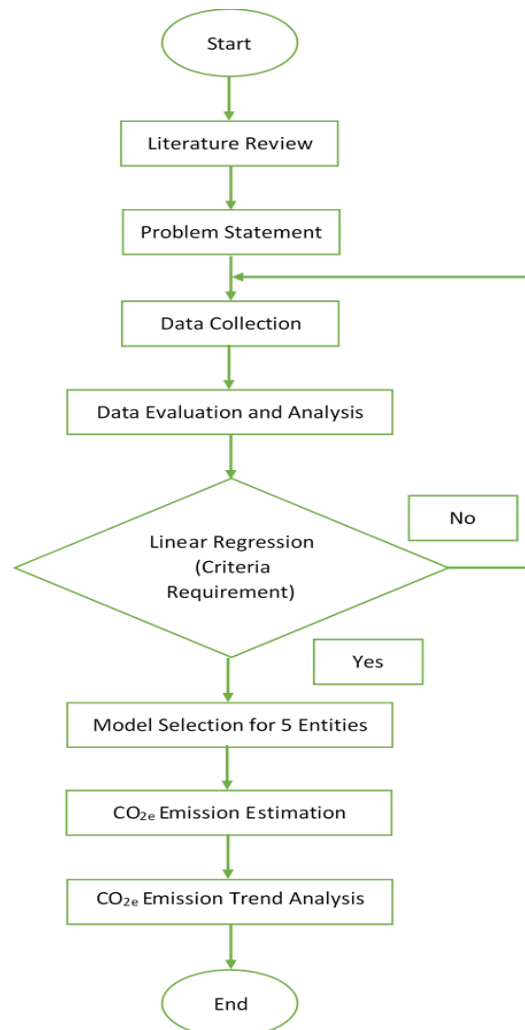 Start
Literature Review
Problem Statement
Data Collection
Data Evaluation and Analysis
Linear Regression
(Criteria
Requirement)
No
Yes
Model Selection for 5 Entities
CO₂ₑ Emission Estimation
CO₂ₑ Emission Trend Analysis
End